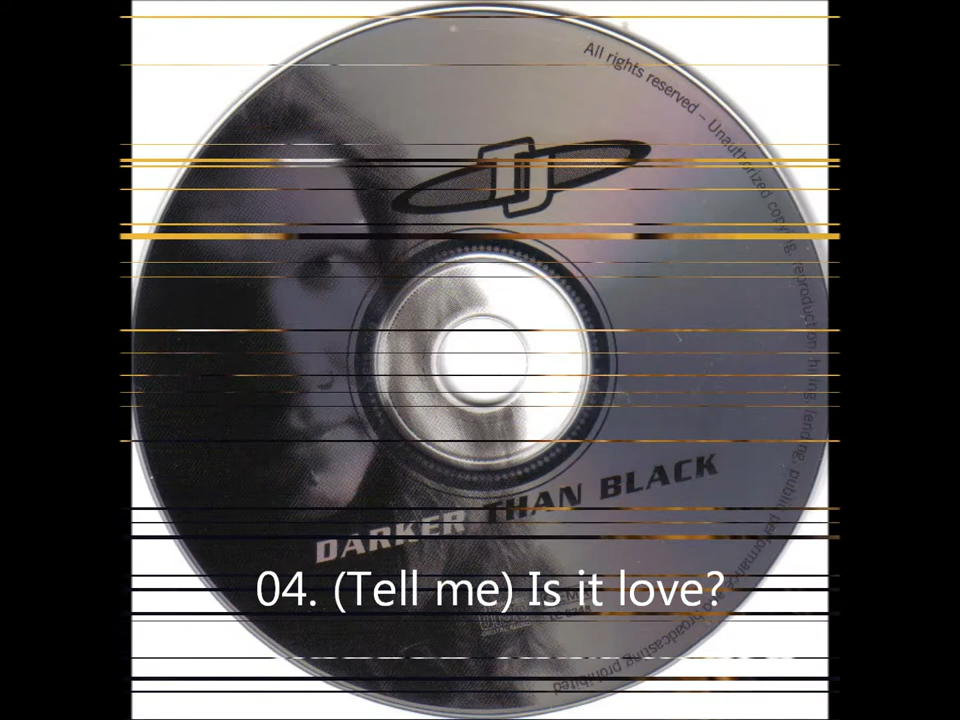 All rights reserved – Unauthorized copying, reproduction, hiring, lending, public performance and broadcasting prohibited
TJ
DARKER THAN BLACK
04. (Tell me) Is it love?